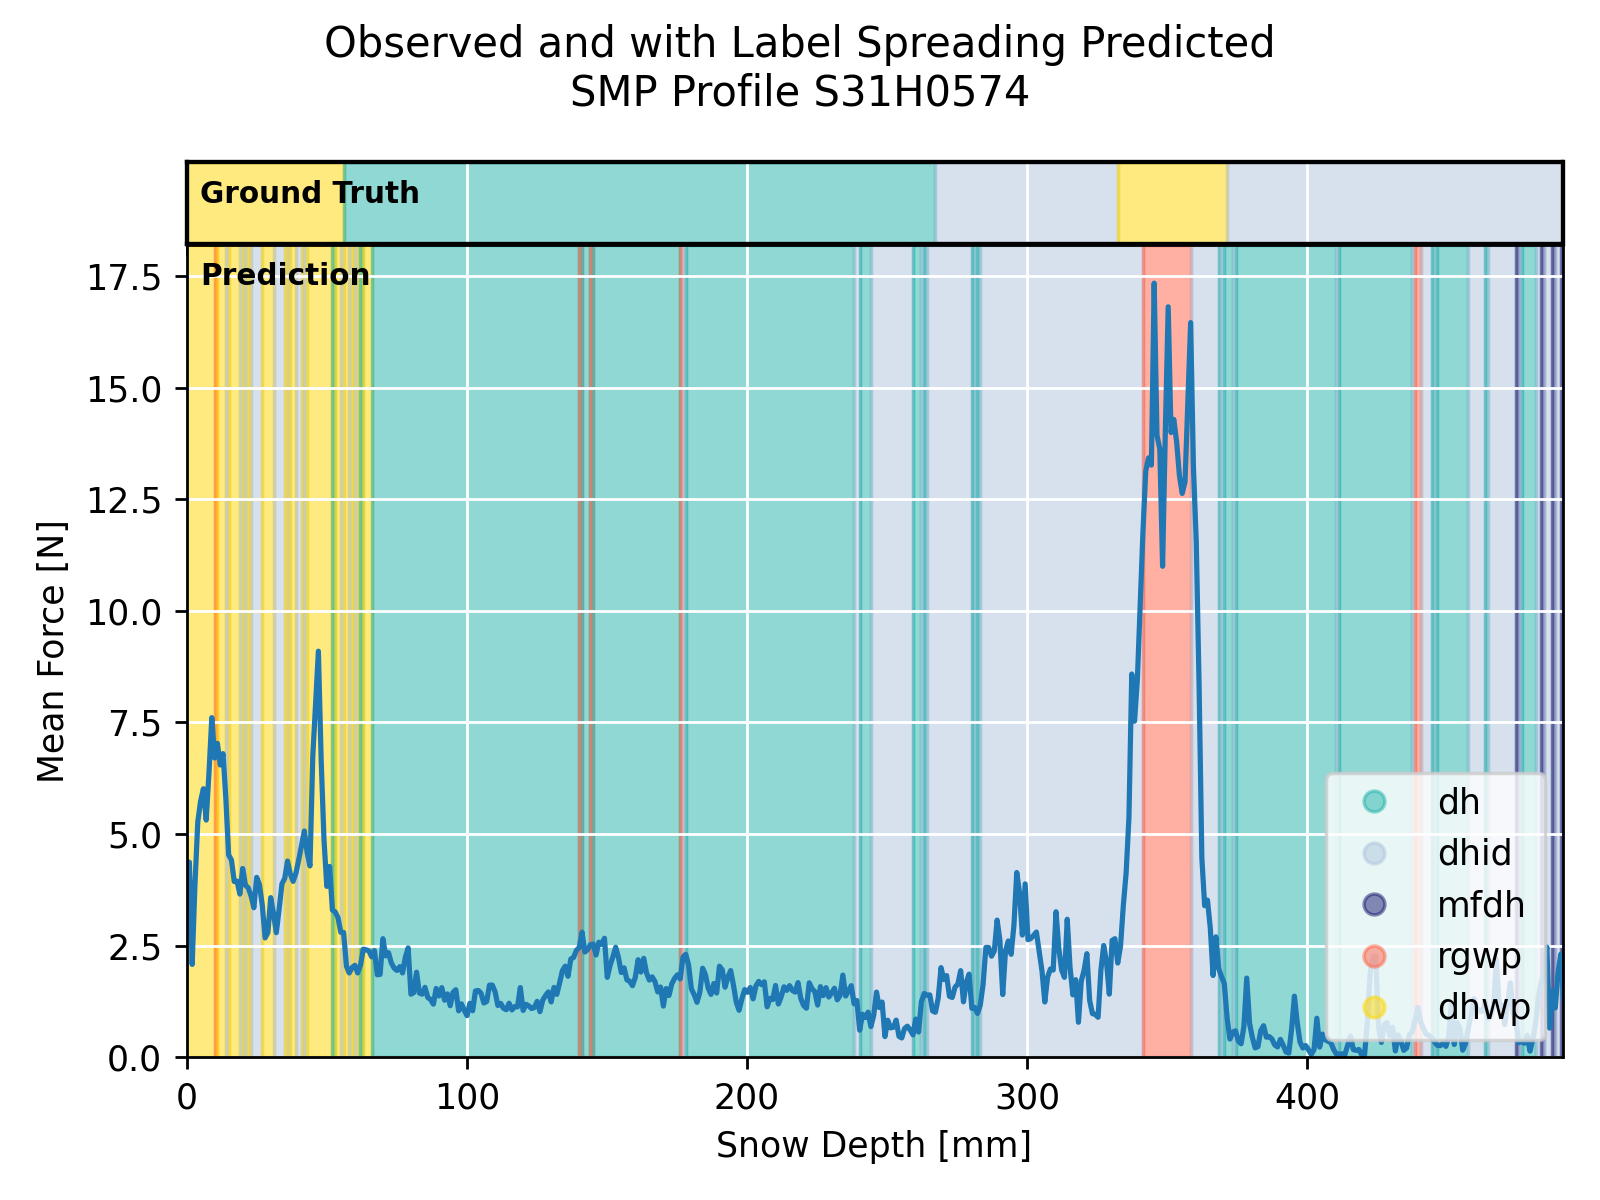 Observed and with Label Spreading Predicted
SMP Profile S31H0574
Ground Truth
Prediction
17.5
15.0
12.5
10.0
7.5
5.0
2.5
0.0
Mean Force [N]
dh
dhid
mfdh
rgwp
dhwp
0
100
200
300
400
Snow Depth [mm]